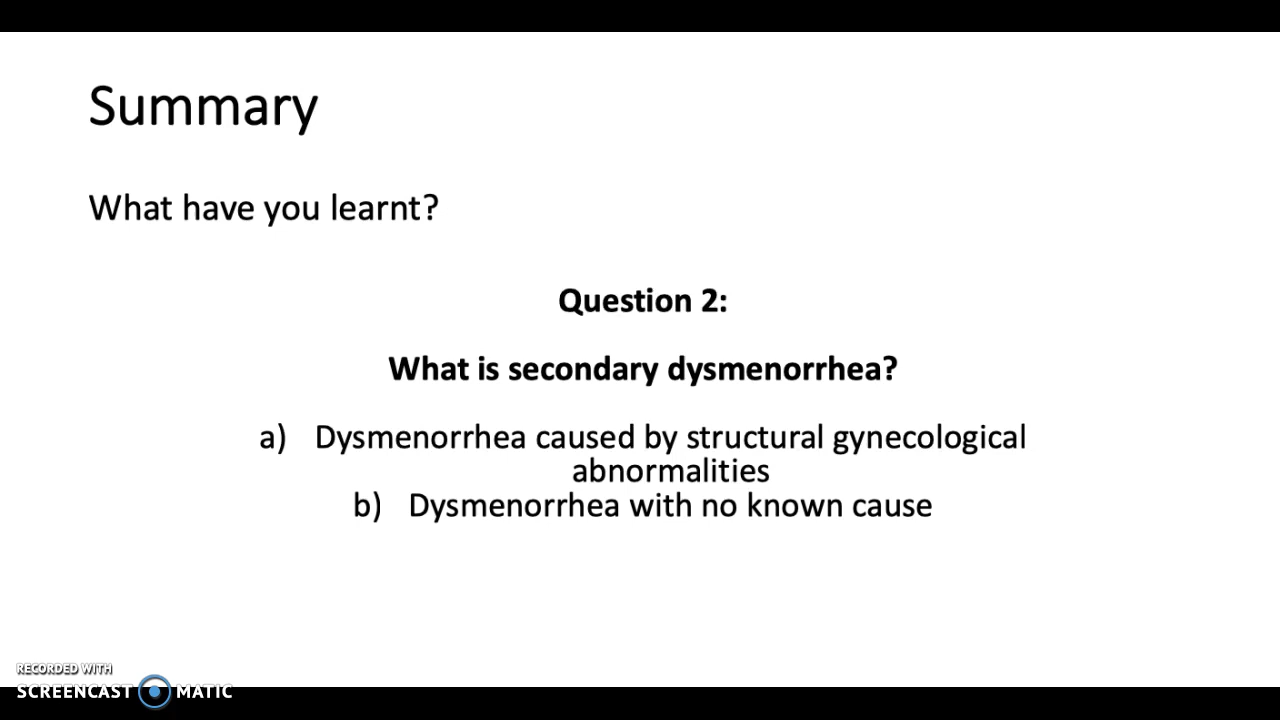 Summary
What have you learnt?
Question 2:
What is secondary dysmenorrhea?
a) Dysmenorrhea caused by structural gynecological
abnormalities
b) Dysmenorrhea with no known cause
RECORDED WITH
SCREENCAST MATIC